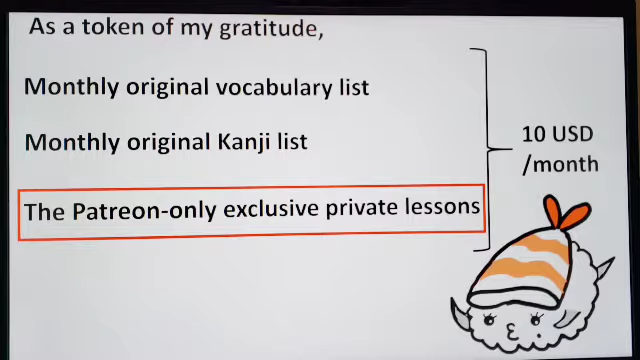 As a token of my gratitude,
Monthly original vocabulary list
Monthly original Kanji list
The Patreon-only exclusive private lessons
10 USD
/month